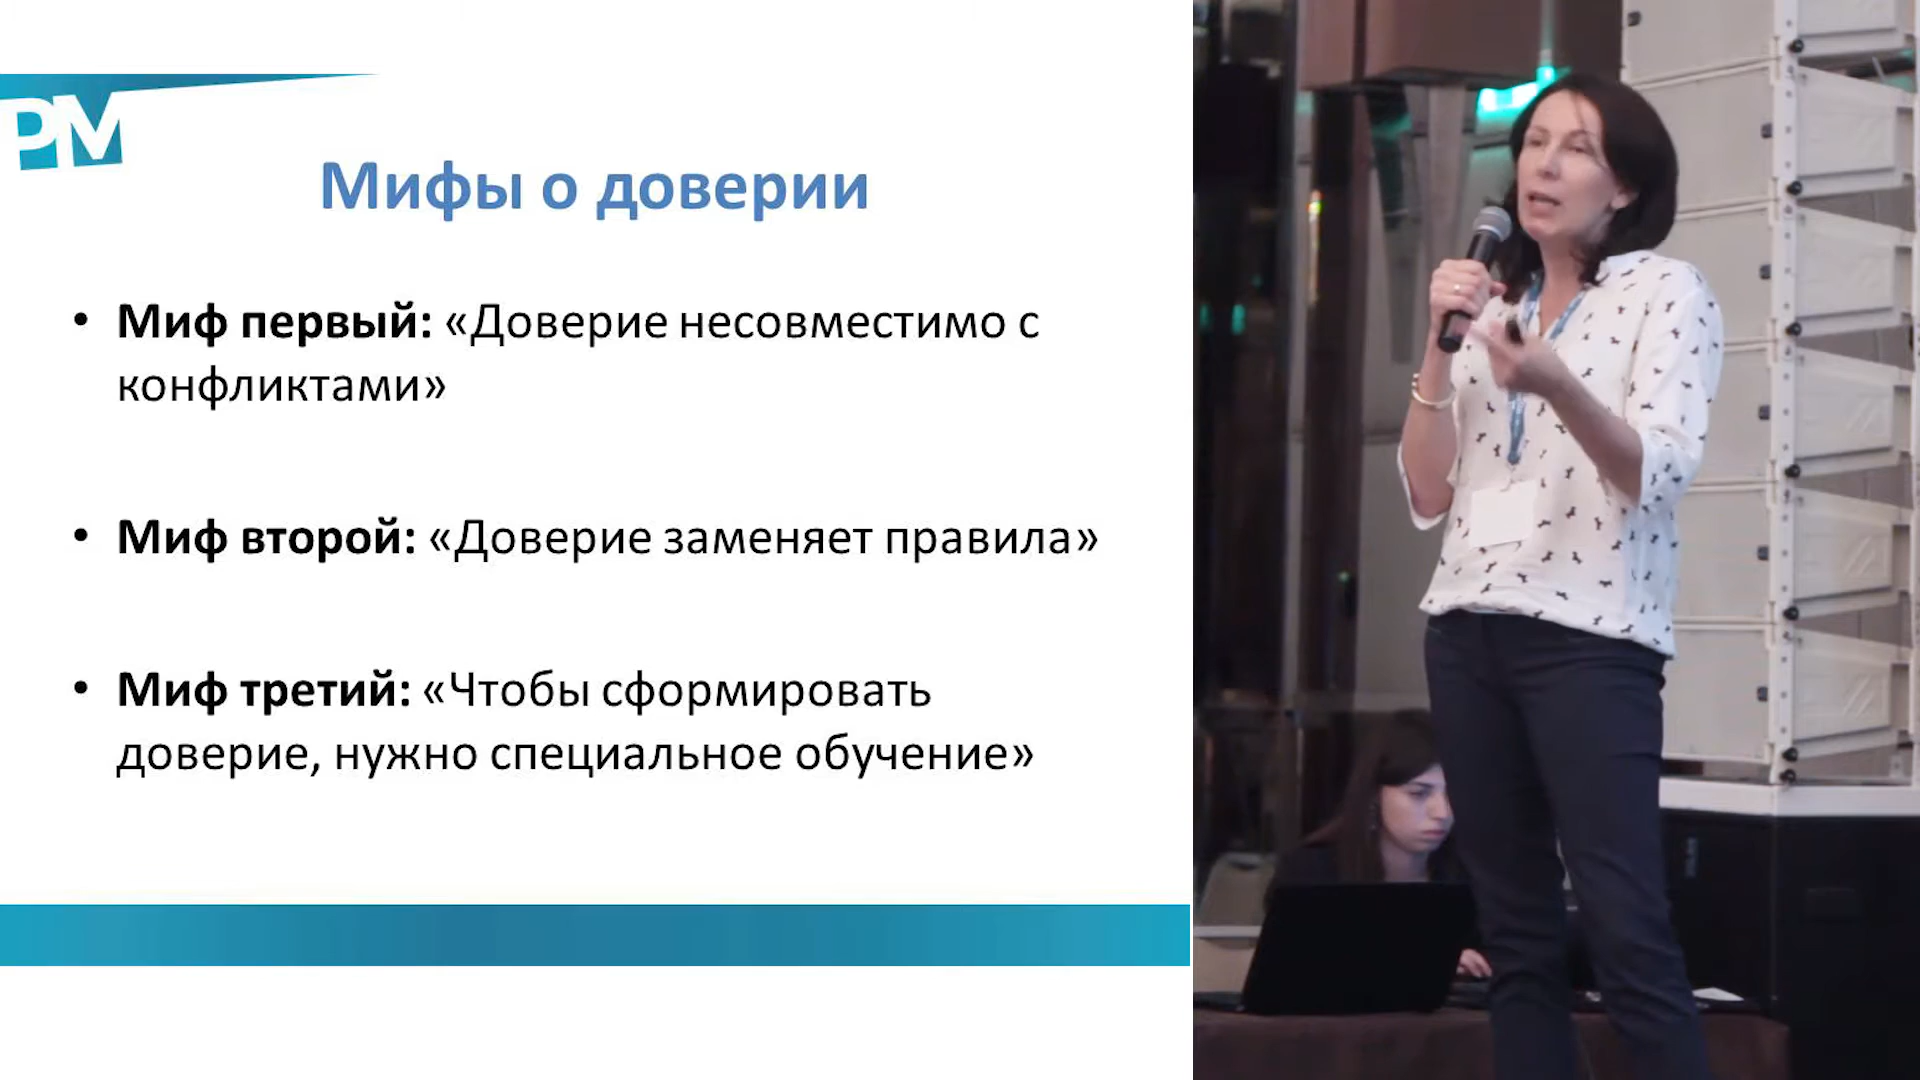 PM
Мифы о доверии
• Миф первый: «Доверие несовместимо с
конфликтами»
• Миф второй: «Доверие заменяет правила»
• Миф третий: «Чтобы сформировать
доверие, нужно специальное обучение»